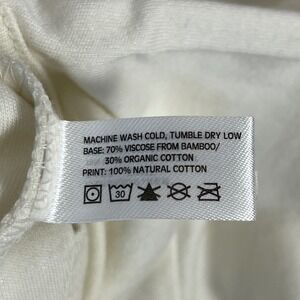 MACHINE WASH COLD, TUMBLE DRY LOW
BASE: 70% VISCOSE FROM BAMBOO/
30% ORGANIC COTTON
PRINT: 100% NATURAL COTTON
30